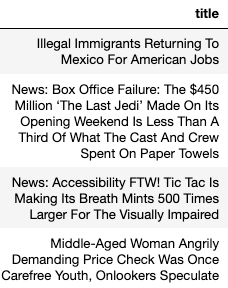 title
Illegal Immigrants Returning To
Mexico For American Jobs
News: Box Office Failure: The $450
Million ‘The Last Jedi’ Made On Its
Opening Weekend Is Less Than A
Third Of What The Cast And Crew
Spent On Paper Towels
News: Accessibility FTW! Tic Tac Is
Making Its Breath Mints 500 Times
Larger For The Visually Impaired
Middle-Aged Woman Angrily
Demanding Price Check Was Once
Carefree Youth, Onlookers Speculate